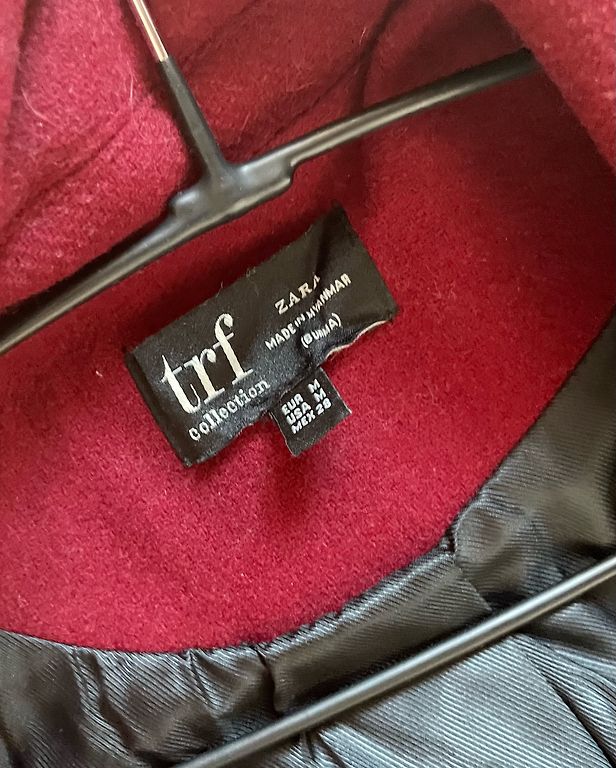 trf
collection
ZARA
MADE IN MYANMAR
(BURMA)
EUR M
USA M
MEX 28